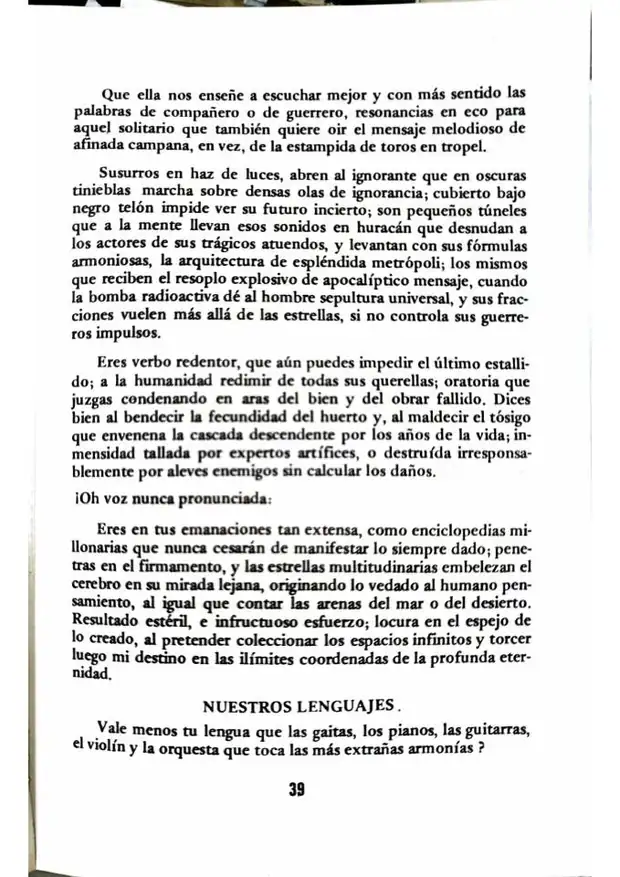 Que ella nos enseñe a escuchar mejor y con más sentido las
palabras de compañero o de guerrero, resonancias en eco para
aquel solitario que también quiere oir el mensaje melodioso de
afinada campana, en vez, de la estampida de toros en tropel.
Susurros en haz de luces, abren al ignorante que en oscuras
tinieblas marcha sobre densas olas de ignorancia; cubierto bajo
negro telón impide ver su futuro incierto; son pequeños túneles
que a la mente llevan esos sonidos en huracán que desnudan a
los actores de sus trágicos atuendos, y levantan con sus fórmulas
armoniosas, la arquitectura de espléndida metrópoli; los mismos
que reciben el resoplo explosivo de apocalíptico mensaje, cuando
la bomba radioactiva dé al hombre sepultura universal, y sus frac-
ciones vuelen más allá de las estrellas, si no controla sus guerre-
ros impulsos.
Eres verbo redentor, que aún puedes impedir el último estalli-
do; a la humanidad redimir de todas sus querellas; oratoria que
juzgas condenando en aras del bien y del obrar fallido. Dices
bien al bendecir la fecundidad del huerto y, al maldecir el tósigo
que envenena la cascada descendente por los años de la vida; in-
mensidad tallada por expertos artífices, o destruída irresponsa-
blemente por aleves enemigos sin calcular los daños.
¡Oh voz nunca pronunciada:
Eres en tus emanaciones tan extensa, como enciclopedias mi-
llonarias que nunca cesarán de manifestar lo siempre dado; pene-
tras en el firmamento, y las estrellas multitudinarias embelezan el
cerebro en su mirada lejana, originando lo vedado al humano pen-
samiento, al igual que contar las arenas del mar o del desierto.
Resultado estéril, e infructuoso esfuerzo; locura en el espejo de
lo creado, al pretender coleccionar los espacios infinitos y torcer
luego mi destino en las ilímites coordenadas de la profunda eter-
nidad.
NUESTROS LENGUAJES.
Vale menos tu lengua que las gaitas, los pianos, las guitarras,
el violín y la orquesta que toca las más extrañas armonías ?
39